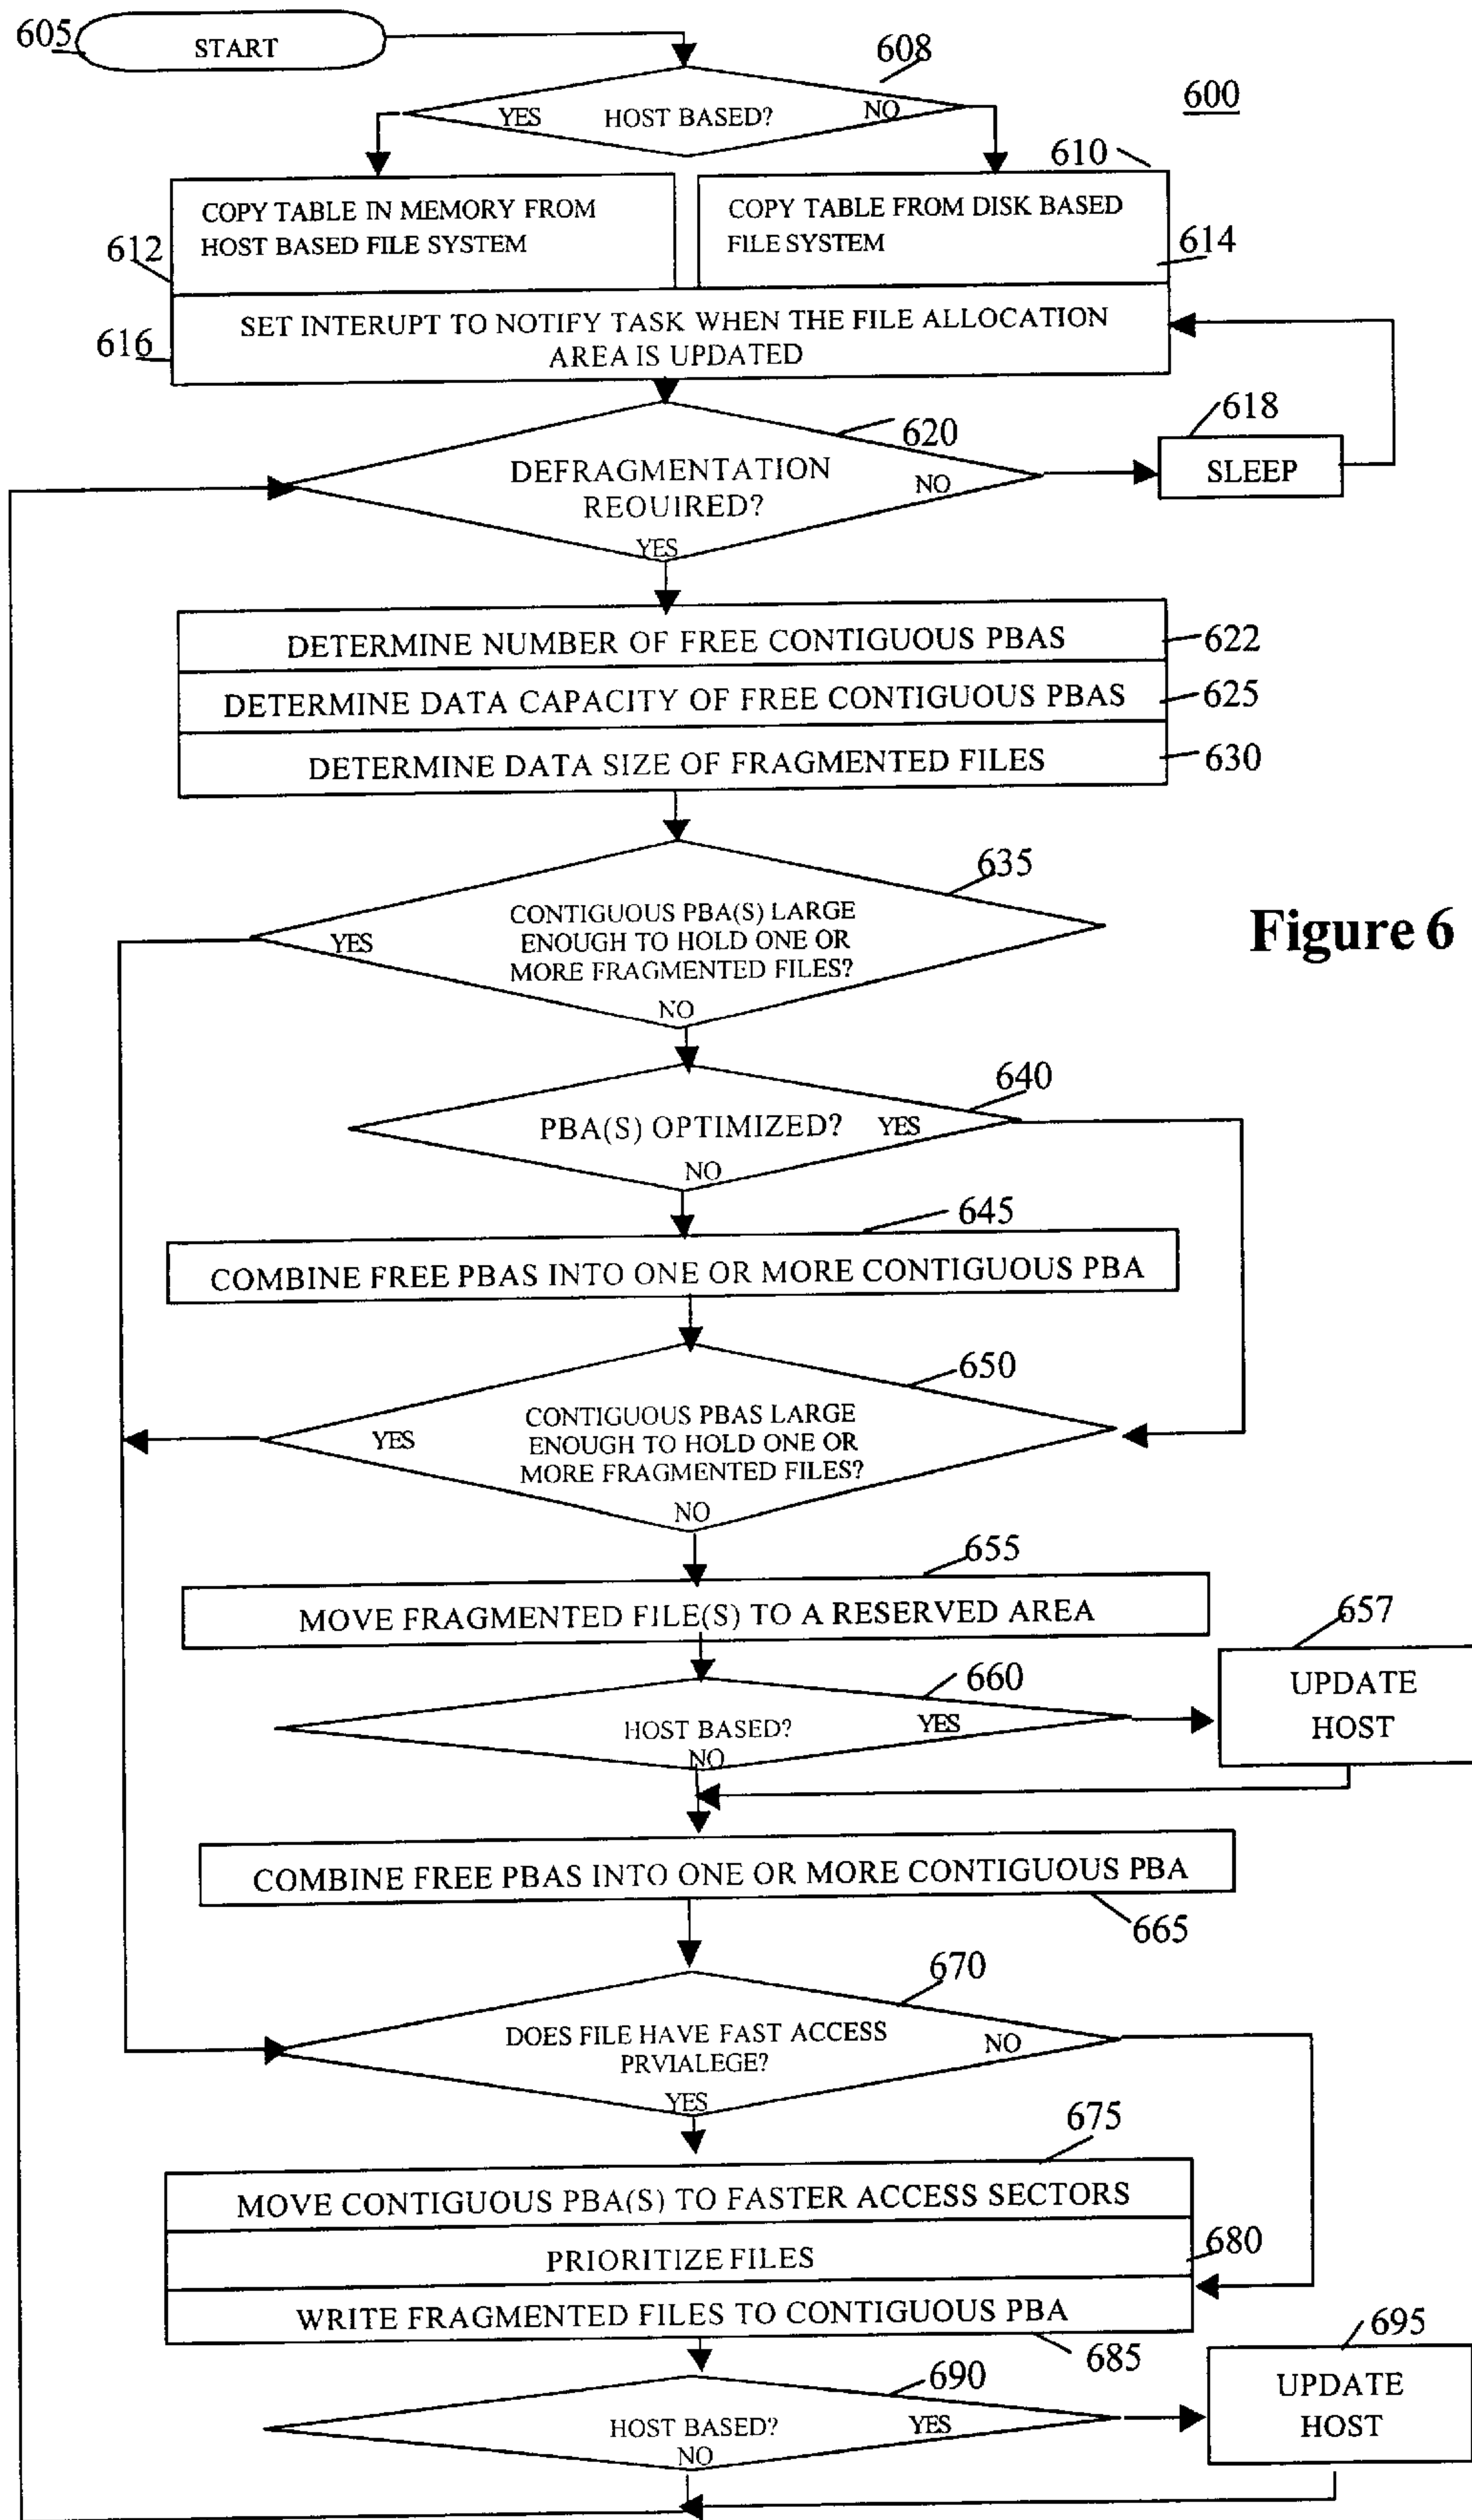 605
START
608
600
YES HOST BASED? NO
610
COPY TABLE IN MEMORY FROM
HOST BASED FILE SYSTEM
COPY TABLE FROM DISK BASED
FILE SYSTEM
612
614
SET INTERUPT TO NOTIFY TASK WHEN THE FILE ALLOCATION
AREA IS UPDATED
616
618
620
DEFRAGMENTATION
REQUIRED?
NO
SLEEP
YES
DETERMINE NUMBER OF FREE CONTIGUOUS PBAS
622
DETERMINE DATA CAPACITY OF FREE CONTIGUOUS PBAS
625
DETERMINE DATA SIZE OF FRAGMENTED FILES
630
635
CONTIGUOUS PBA(S) LARGE
ENOUGH TO HOLD ONE OR
MORE FRAGMENTED FILES?
YES
NO
Figure 6
640
PBA(S) OPTIMIZED? YES
NO
645
COMBINE FREE PBAS INTO ONE OR MORE CONTIGUOUS PBA
650
CONTIGUOUS PBAS LARGE
ENOUGH TO HOLD ONE OR
MORE FRAGMENTED FILES?
YES
NO
655
MOVE FRAGMENTED FILE(S) TO A RESERVED AREA
657
UPDATE
HOST
660
HOST BASED? YES
NO
COMBINE FREE PBAS INTO ONE OR MORE CONTIGUOUS PBA
665
670
DOES FILE HAVE FAST ACCESS
PRVIALEGE?
NO
YES
675
MOVE CONTIGUOUS PBA(S) TO FASTER ACCESS SECTORS
PRIORITIZE FILES
680
WRITE FRAGMENTED FILES TO CONTIGUOUS PBA
685
690
695
UPDATE
HOST
HOST BASED? YES
NO